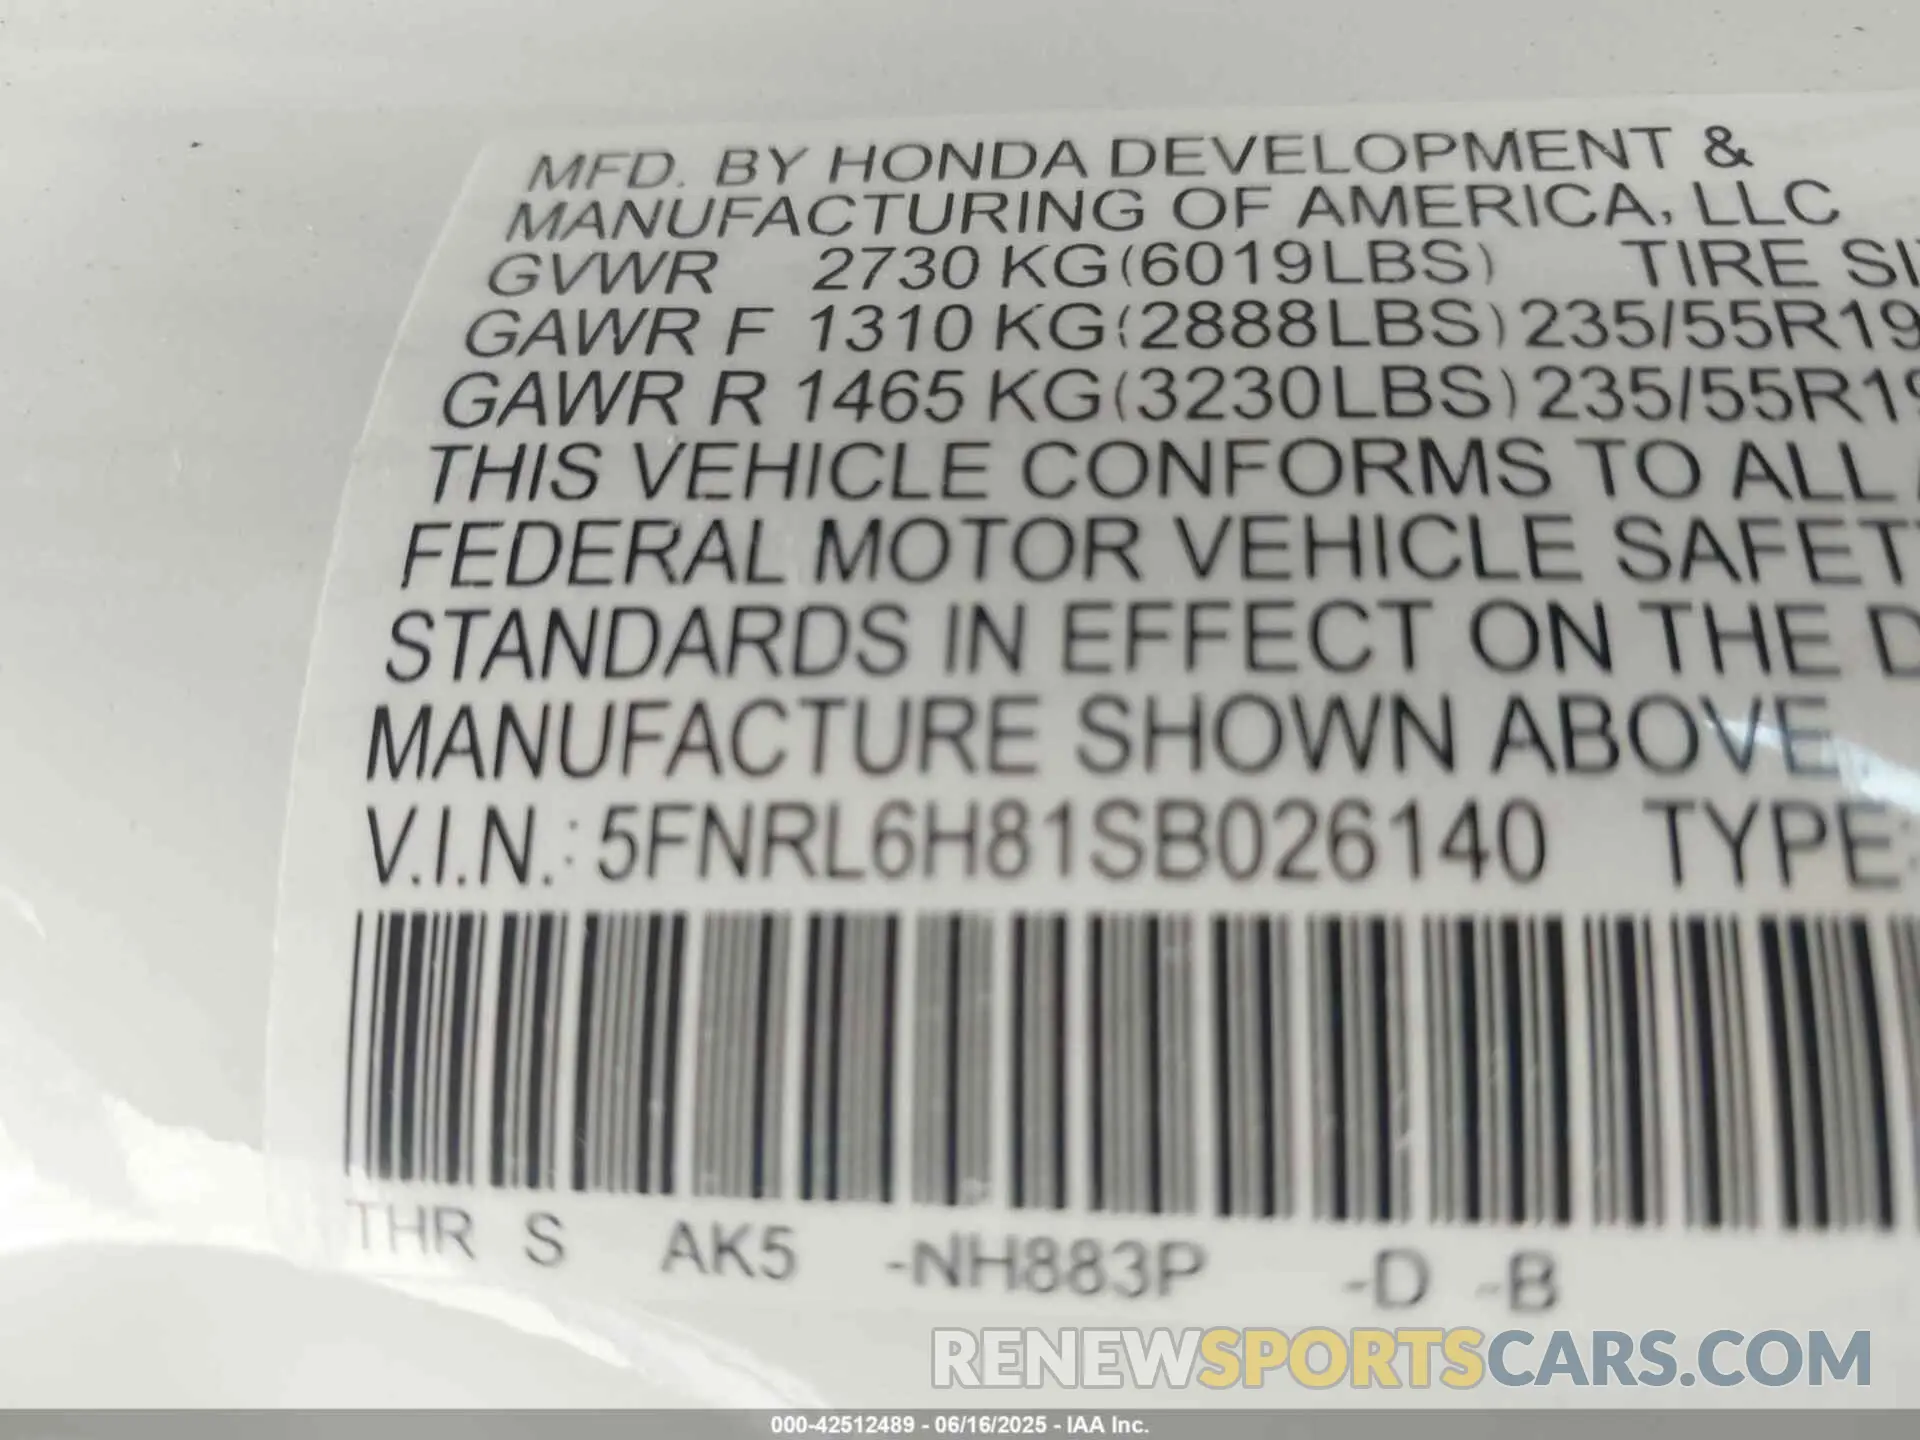 MFD. BY HONDA DEVELOPMENT &
MANUFACTURING OF AMERICA, LLC
GVWR 2730 KG(6019LBS) TIRE SI
GAWR F 1310 KG(2888LBS)235/55R19
GAWR R 1465 KG(3230LBS)235/55R19
THIS VEHICLE CONFORMS TO ALL
FEDERAL MOTOR VEHICLE SAFET
STANDARDS IN EFFECT ON THE D
MANUFACTURE SHOWN ABOVE.
V.I.N.: 5FNRL6H81SB026140 TYPE:
THR S AK5 -NH883P -D -B
RENEWSPORTSCARS.COM
000-42512489 - 06/16/2025 - IAA Inc.